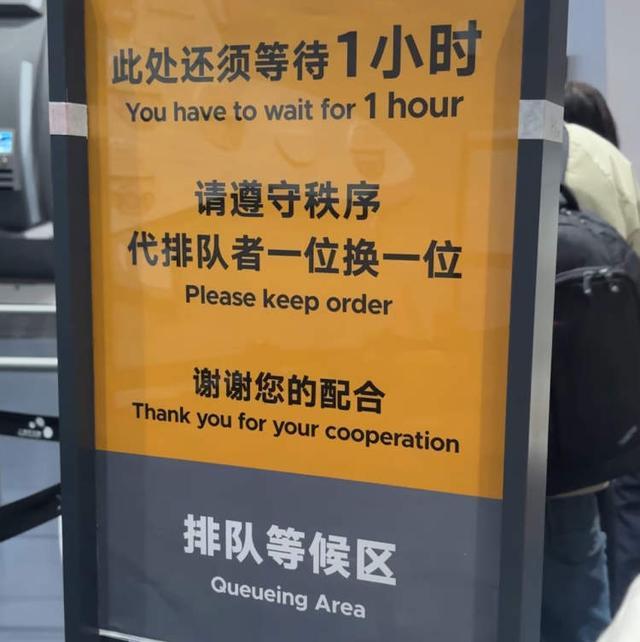 此处还须等待1小时
You have to wait for 1 hour
请遵守秩序
代排队者一位换一位
Please keep order
谢谢您的配合
Thank you for your cooperation
排队等候区
Queueing Area